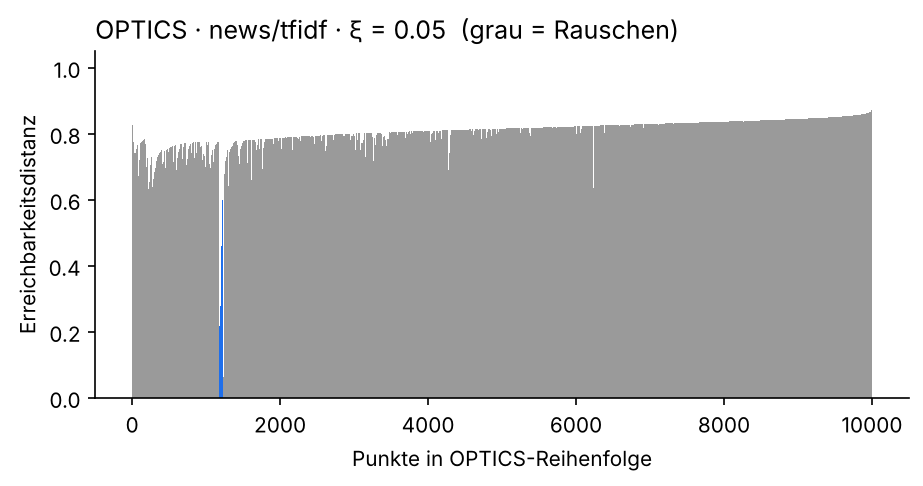 OPTICS · news/tfidf · ξ = 0.05  (grau = Rauschen)
Erreichbarkeitsdistanz
1.0
0.8
0.6
0.4
0.2
0.0
0 2000 4000 6000 8000 10000
Punkte in OPTICS-Reihenfolge